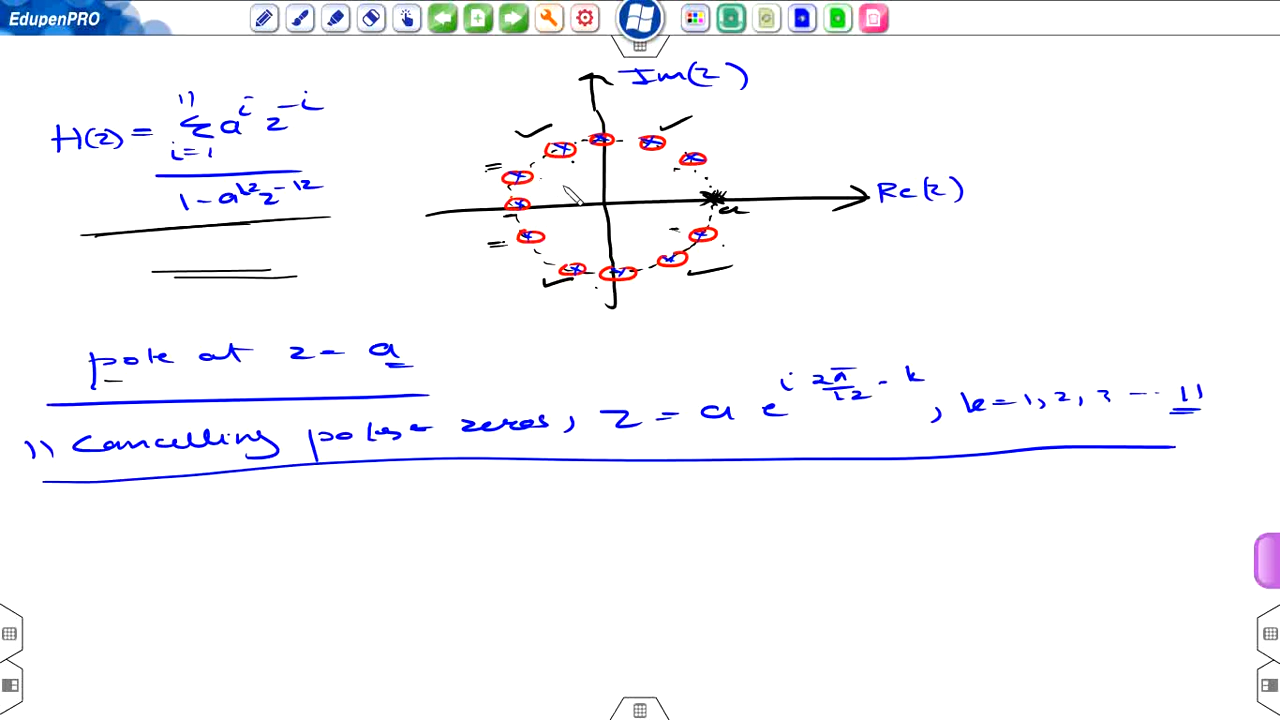 EdupenPRO
Im(z)
H(z) = 11 Σ i=1 a^i z^-i / 1 - a^12 z^-12
Re(z)
a
pole at z = a
11 Cancelling poles zeros, z = a e^i 2π/12 · k, k = 1, 2, 3 --- 11